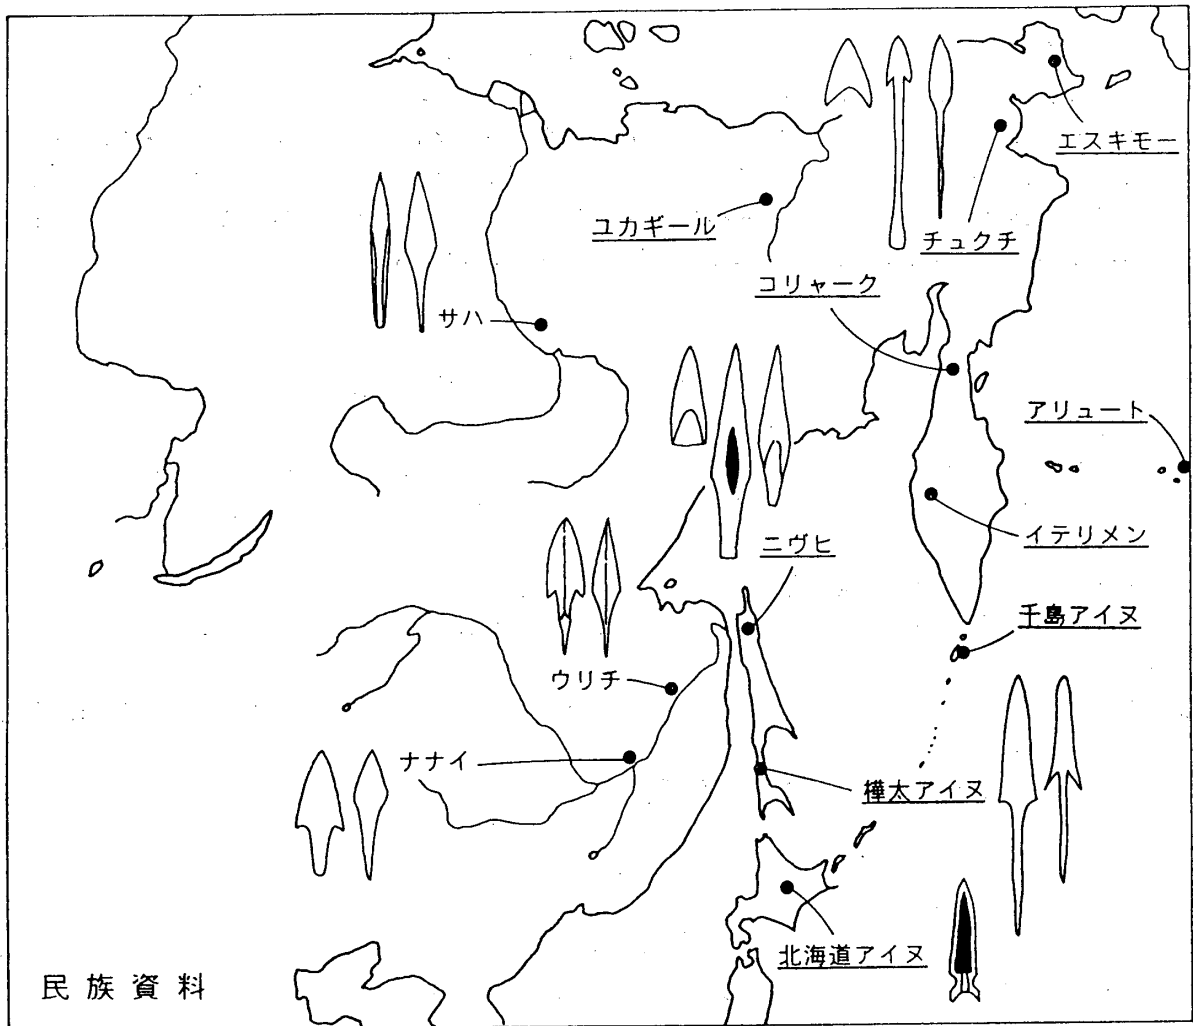 エスキモー
ユカギール
チュクチ
コリャーク
サハ
アリュート
イテリメン
ニヴヒ
千島アイヌ
ウリチ
ナナイ
樺太アイヌ
北海道アイヌ
民族資料